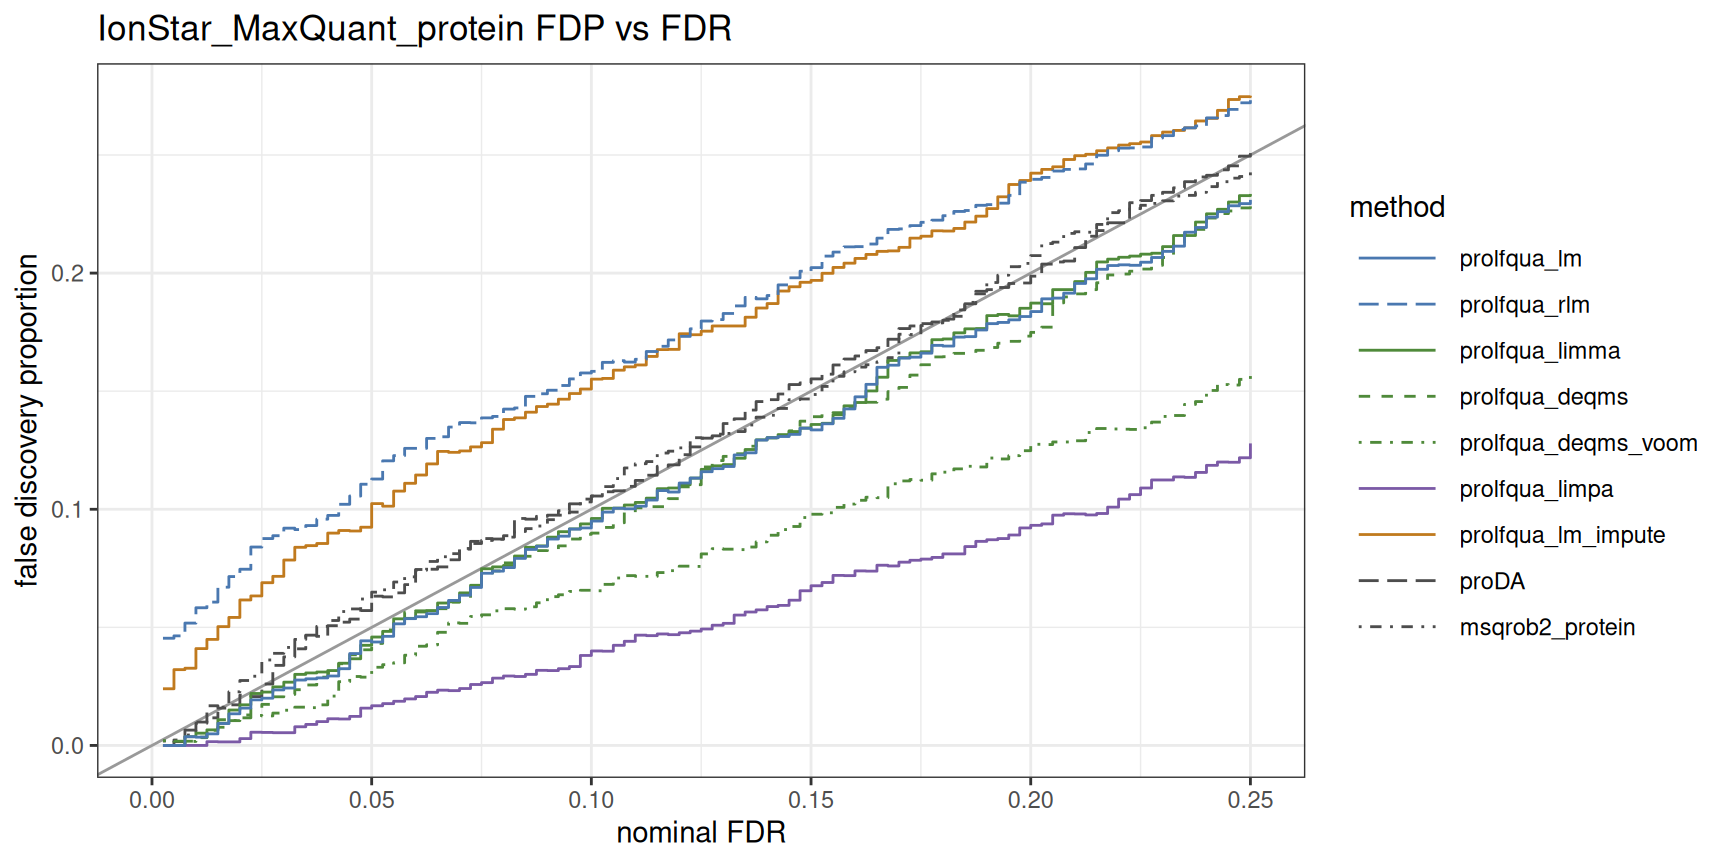 IonStar_MaxQuant_protein FDP vs FDR
false discovery proportion
0.2
0.1
0.0
0.00 0.05 0.10 0.15 0.20 0.25
nominal FDR
method
prolfqua_lm
prolfqua_rlm
prolfqua_limma
prolfqua_deqms
prolfqua_deqms_voom
prolfqua_limpa
prolfqua_lm_impute
proDA
msqrob2_protein